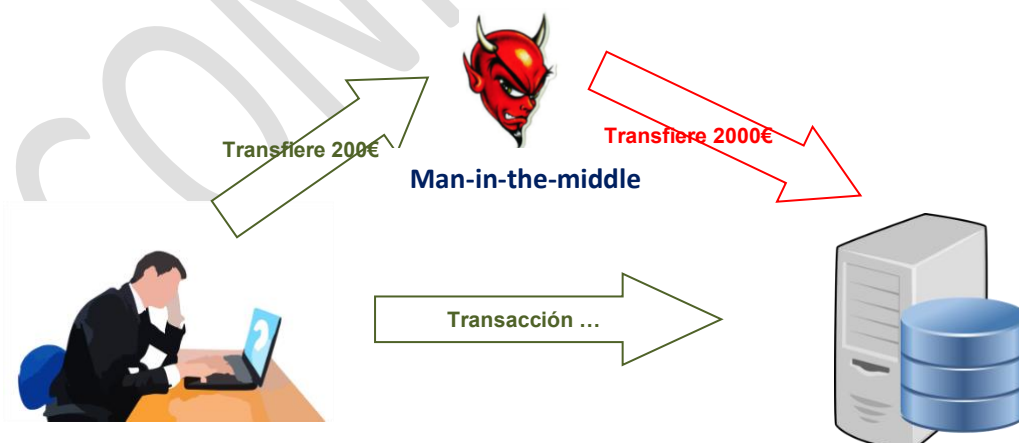 Transfiere 200€
Transfiere 2000€
Man-in-the-middle
Transacción …
?